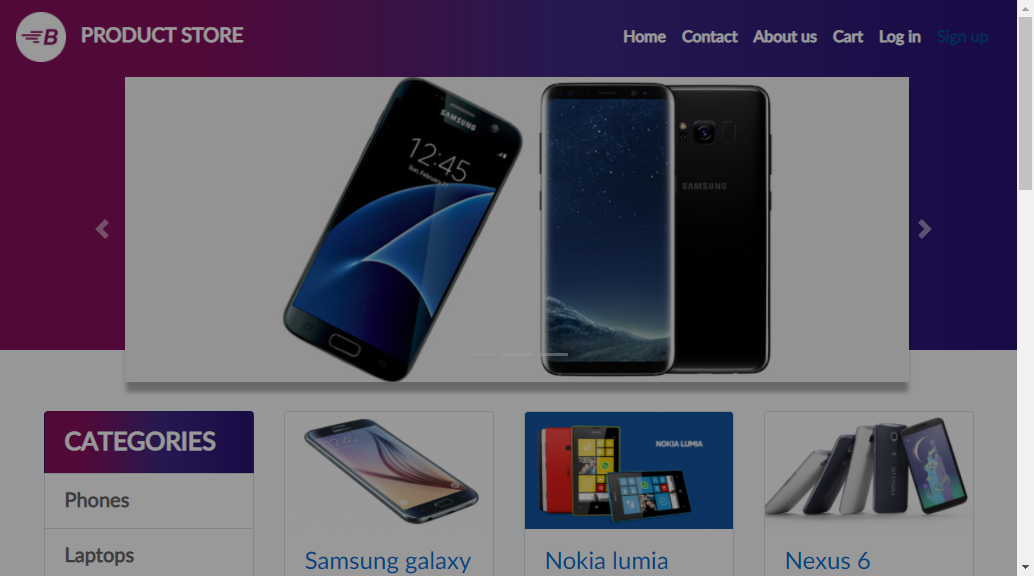 B PRODUCT STORE
Home Contact About us Cart Log in Sign up
SAMSUNG
12:45
SAMSUNG
CATEGORIES
Phones
Laptops
NOKIA LUMIA
Samsung galaxy
Nokia lumia
Nexus 6